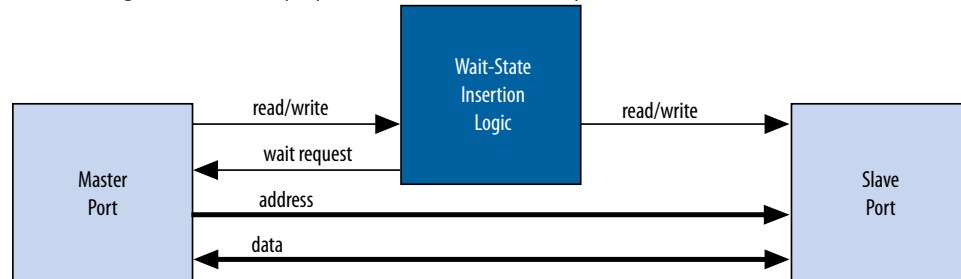 Wait-State
Insertion
Logic
read/write
read/write
wait request
Master
Port
Slave
Port
address
data